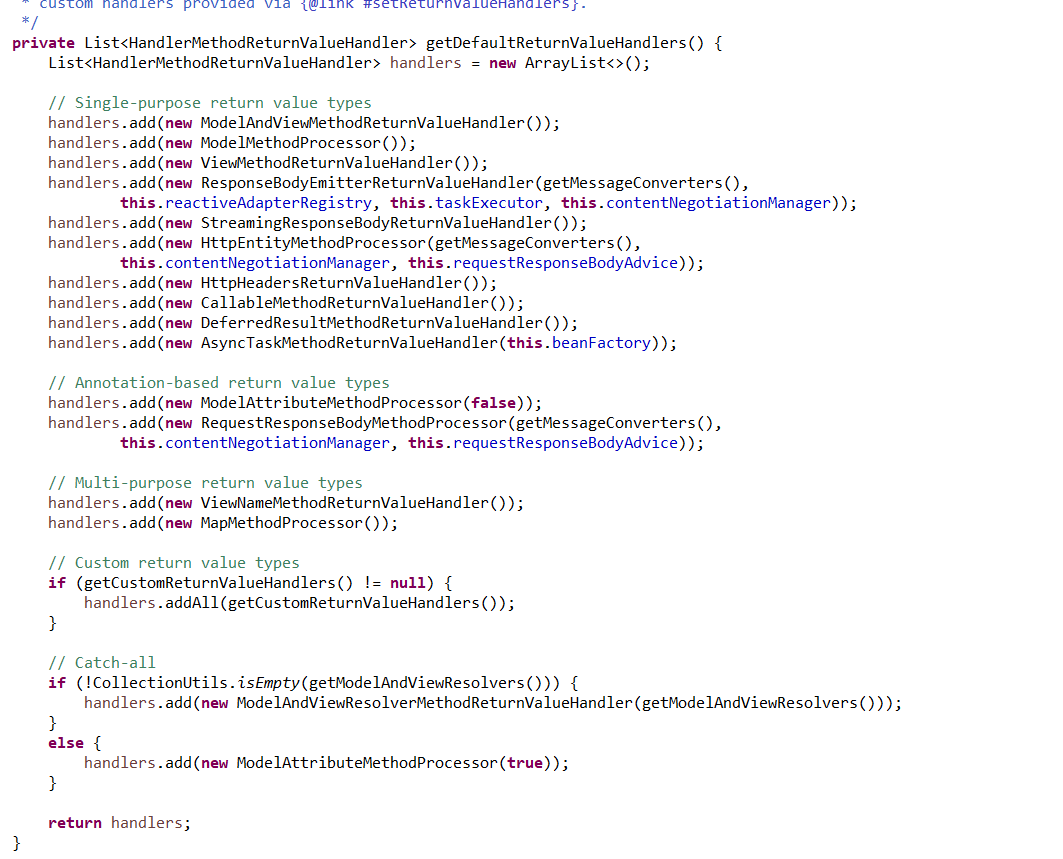 * custom handlers provided via {@link #setReturnValueHandlers}.
*/
private List<HandlerMethodReturnValueHandler> getDefaultReturnValueHandlers() {
List<HandlerMethodReturnValueHandler> handlers = new ArrayList<>();
// Single-purpose return value types
handlers.add(new ModelAndViewMethodReturnValueHandler());
handlers.add(new ModelMethodProcessor());
handlers.add(new ViewMethodReturnValueHandler());
handlers.add(new ResponseBodyEmitterReturnValueHandler(getMessageConverters(),
this.reactiveAdapterRegistry, this.taskExecutor, this.contentNegotiationManager));
handlers.add(new StreamingResponseBodyReturnValueHandler());
handlers.add(new HttpEntityMethodProcessor(getMessageConverters(),
this.contentNegotiationManager, this.requestResponseBodyAdvice));
handlers.add(new HttpHeadersReturnValueHandler());
handlers.add(new CallableMethodReturnValueHandler());
handlers.add(new DeferredResultMethodReturnValueHandler());
handlers.add(new AsyncTaskMethodReturnValueHandler(this.beanFactory));
// Annotation-based return value types
handlers.add(new ModelAttributeMethodProcessor(false));
handlers.add(new RequestResponseBodyMethodProcessor(getMessageConverters(),
this.contentNegotiationManager, this.requestResponseBodyAdvice));
// Multi-purpose return value types
handlers.add(new ViewNameMethodReturnValueHandler());
handlers.add(new MapMethodProcessor());
// Custom return value types
if (getCustomReturnValueHandlers() != null) {
handlers.addAll(getCustomReturnValueHandlers());
}
// Catch-all
if (!CollectionUtils.isEmpty(getModelAndViewResolvers())) {
handlers.add(new ModelAndViewResolverMethodReturnValueHandler(getModelAndViewResolvers()));
}
else {
handlers.add(new ModelAttributeMethodProcessor(true));
}
return handlers;
}